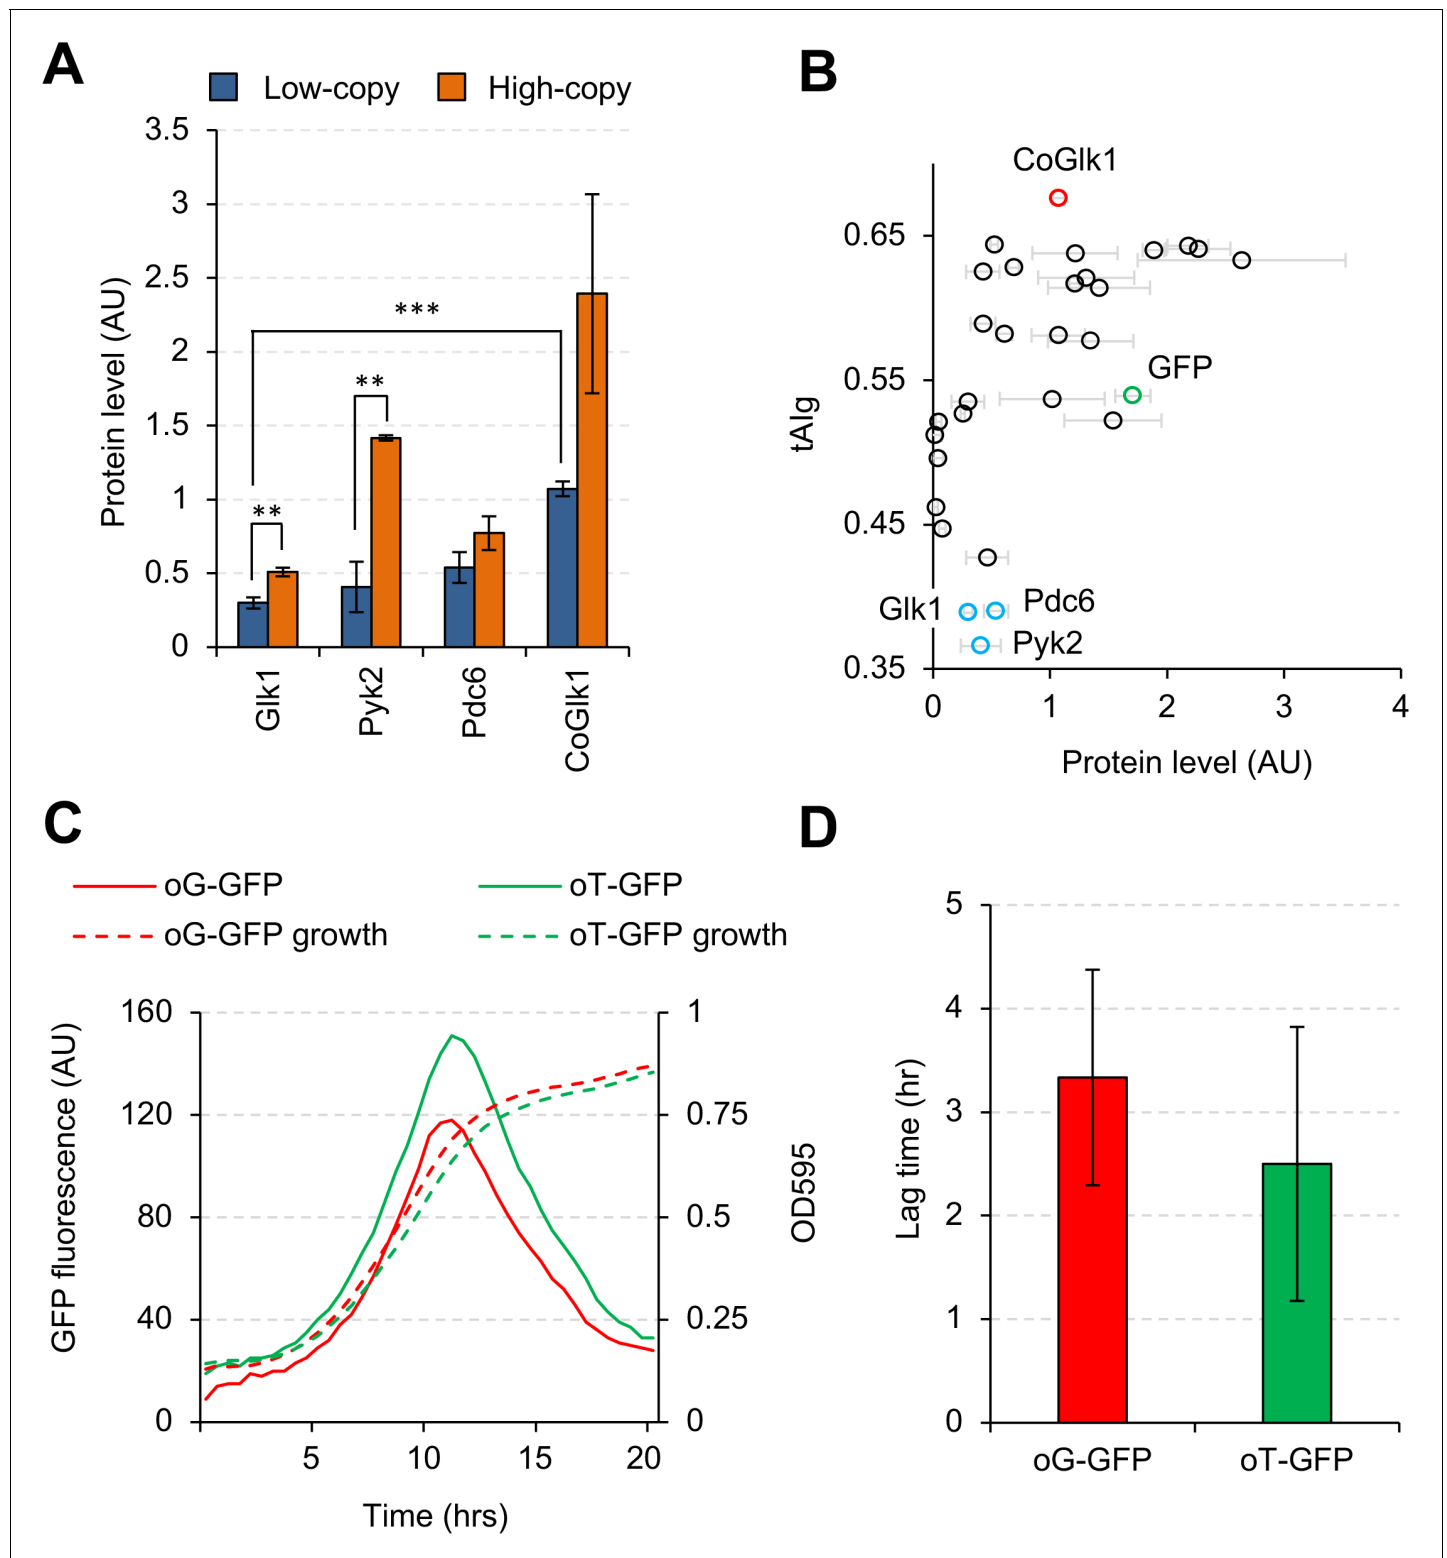 A
Low-copy
High-copy
3.5
3
2.5
2
1.5
1
0.5
0
Protein level (AU)
**
**
***
Glk1
Pyk2
Pdc6
CoGlk1
B
CoGlk1
GFP
Glk1
Pdc6
Pyk2
0.65
0.55
0.45
0.35
tAIg
0
1
2
3
4
Protein level (AU)
C
oG-GFP
oT-GFP
oG-GFP growth
oT-GFP growth
160
120
80
40
0
GFP fluorescence (AU)
1
0.75
0.5
0.25
0
OD595
5
10
15
20
Time (hrs)
D
5
4
3
2
1
0
Lag time (hr)
oG-GFP
oT-GFP